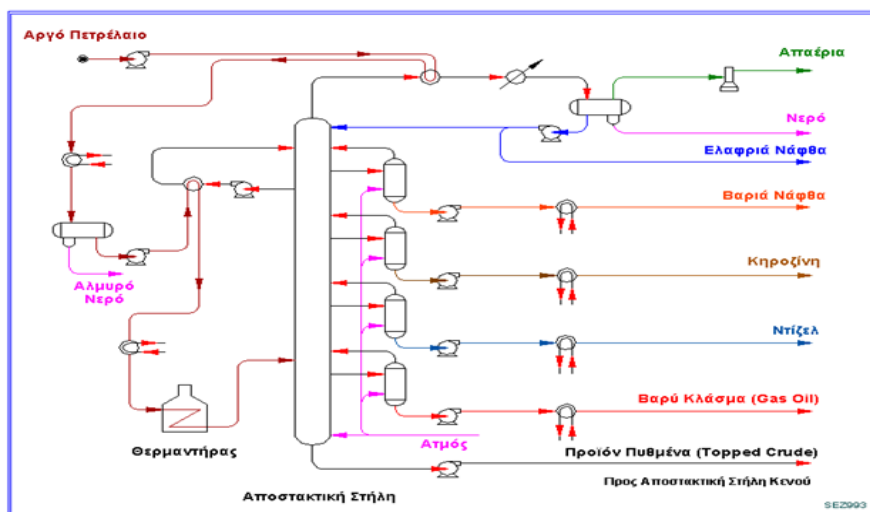 Αργό Πετρέλαιο
Απαέρια
Νερό
Ελαφριά Νάφθα
Βαριά Νάφθα
Κηροζίνη
Ντίζελ
Βαρύ Κλάσμα (Gas Oil)
Αλμυρό
Νερό
Θερμαντήρας
Ατμός
Προϊόν Πυθμένα (Topped Crude)
Προς Αποστακτική Στήλη Κενού
Αποστακτική Στήλη
SEZ993